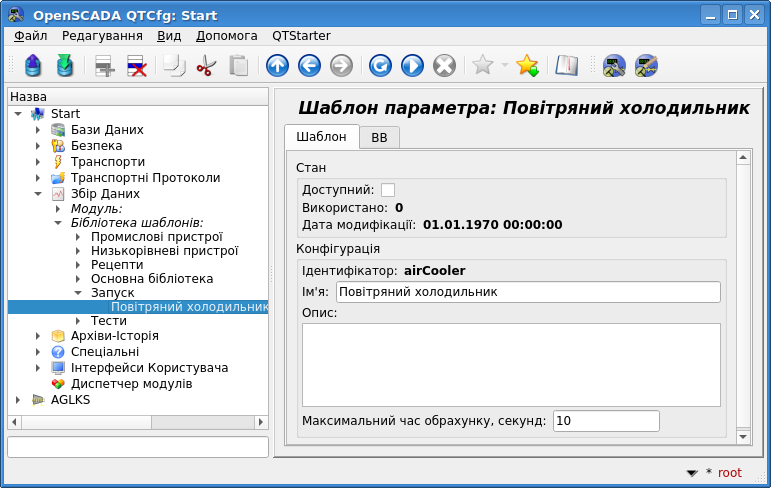 OpenSCADA QTCfg: Start
Файл Редагування Вид Допомога QTStarter
Назва
Start
Бази Даних
Безпека
Транспорти
Транспортні Протоколи
Збір Даних
Модуль:
Бібліотека шаблонів:
Промислові пристрої
Низькорівневі пристрої
Рецепти
Основна бібліотека
Запуск
Повітряний холодильник
Тести
Архіви-Історія
Спеціальні
Інтерфейси Користувача
Диспетчер модулів
AGLKS
Шаблон параметра: Повітряний холодильник
Шаблон ВВ
Стан
Доступний:
Використано: 0
Дата модифікації: 01.01.1970 00:00:00
Конфігурація
Ідентифікатор: airCooler
Ім'я: Повітряний холодильник
Опис:
Максимальний час обрахунку, секунд: 10
* root